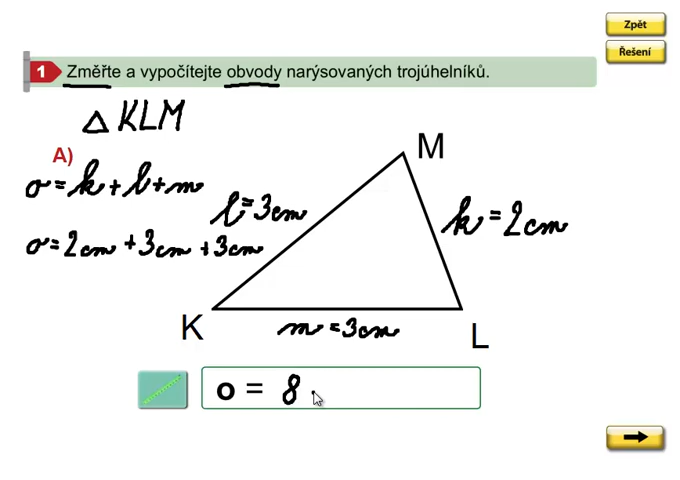 Zpět
Řešení
1 Změřte a vypočítejte obvody narýsovaných trojúhelníků.
△ KLM
A)
M
o = k + l + m
l = 3cm
k = 2cm
o = 2cm + 3cm + 3cm
K
m = 3cm
L
o = 8